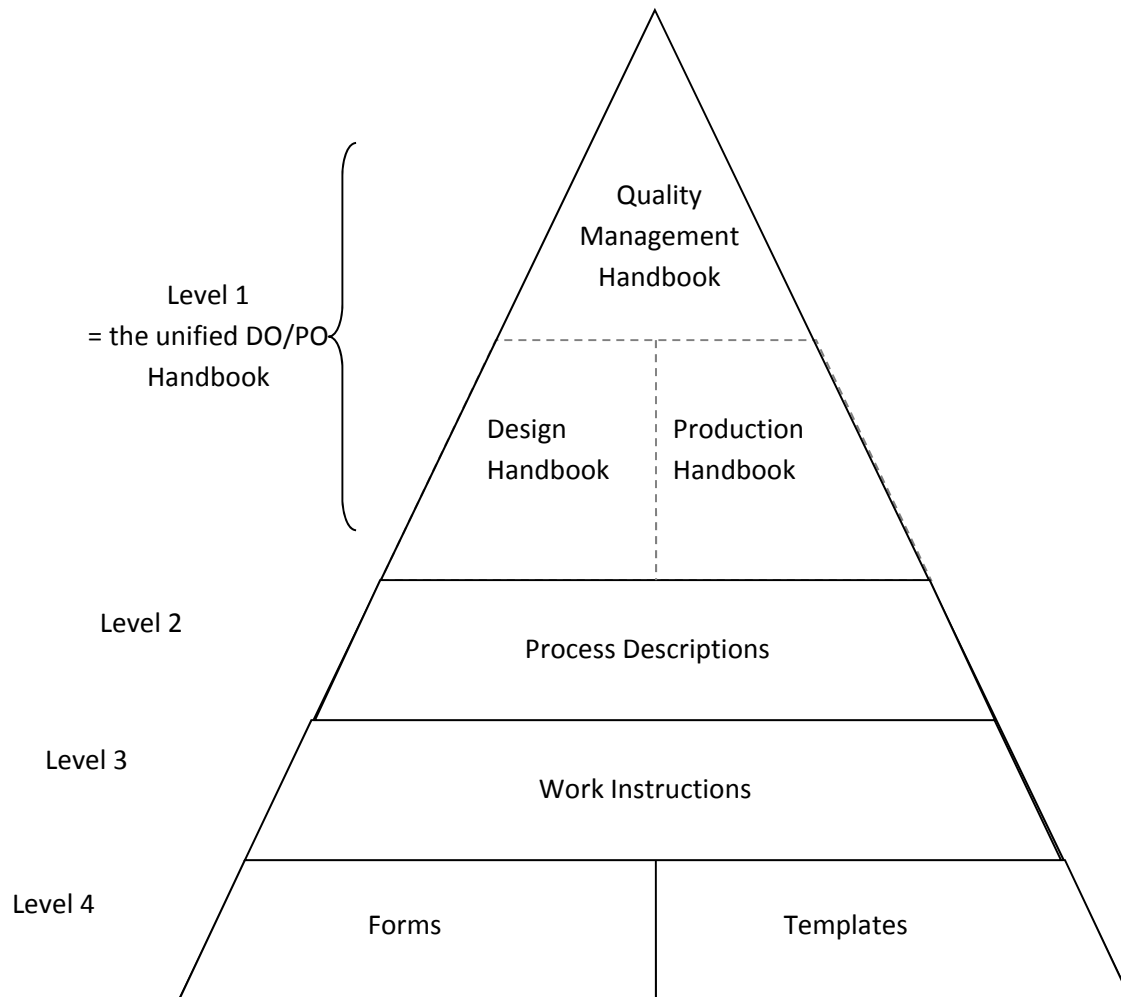 Quality
Management
Handbook
Level 1
= the unified DO/PO
Handbook
Design
Handbook
Production
Handbook
Level 2
Process Descriptions
Level 3
Work Instructions
Level 4
Forms
Templates